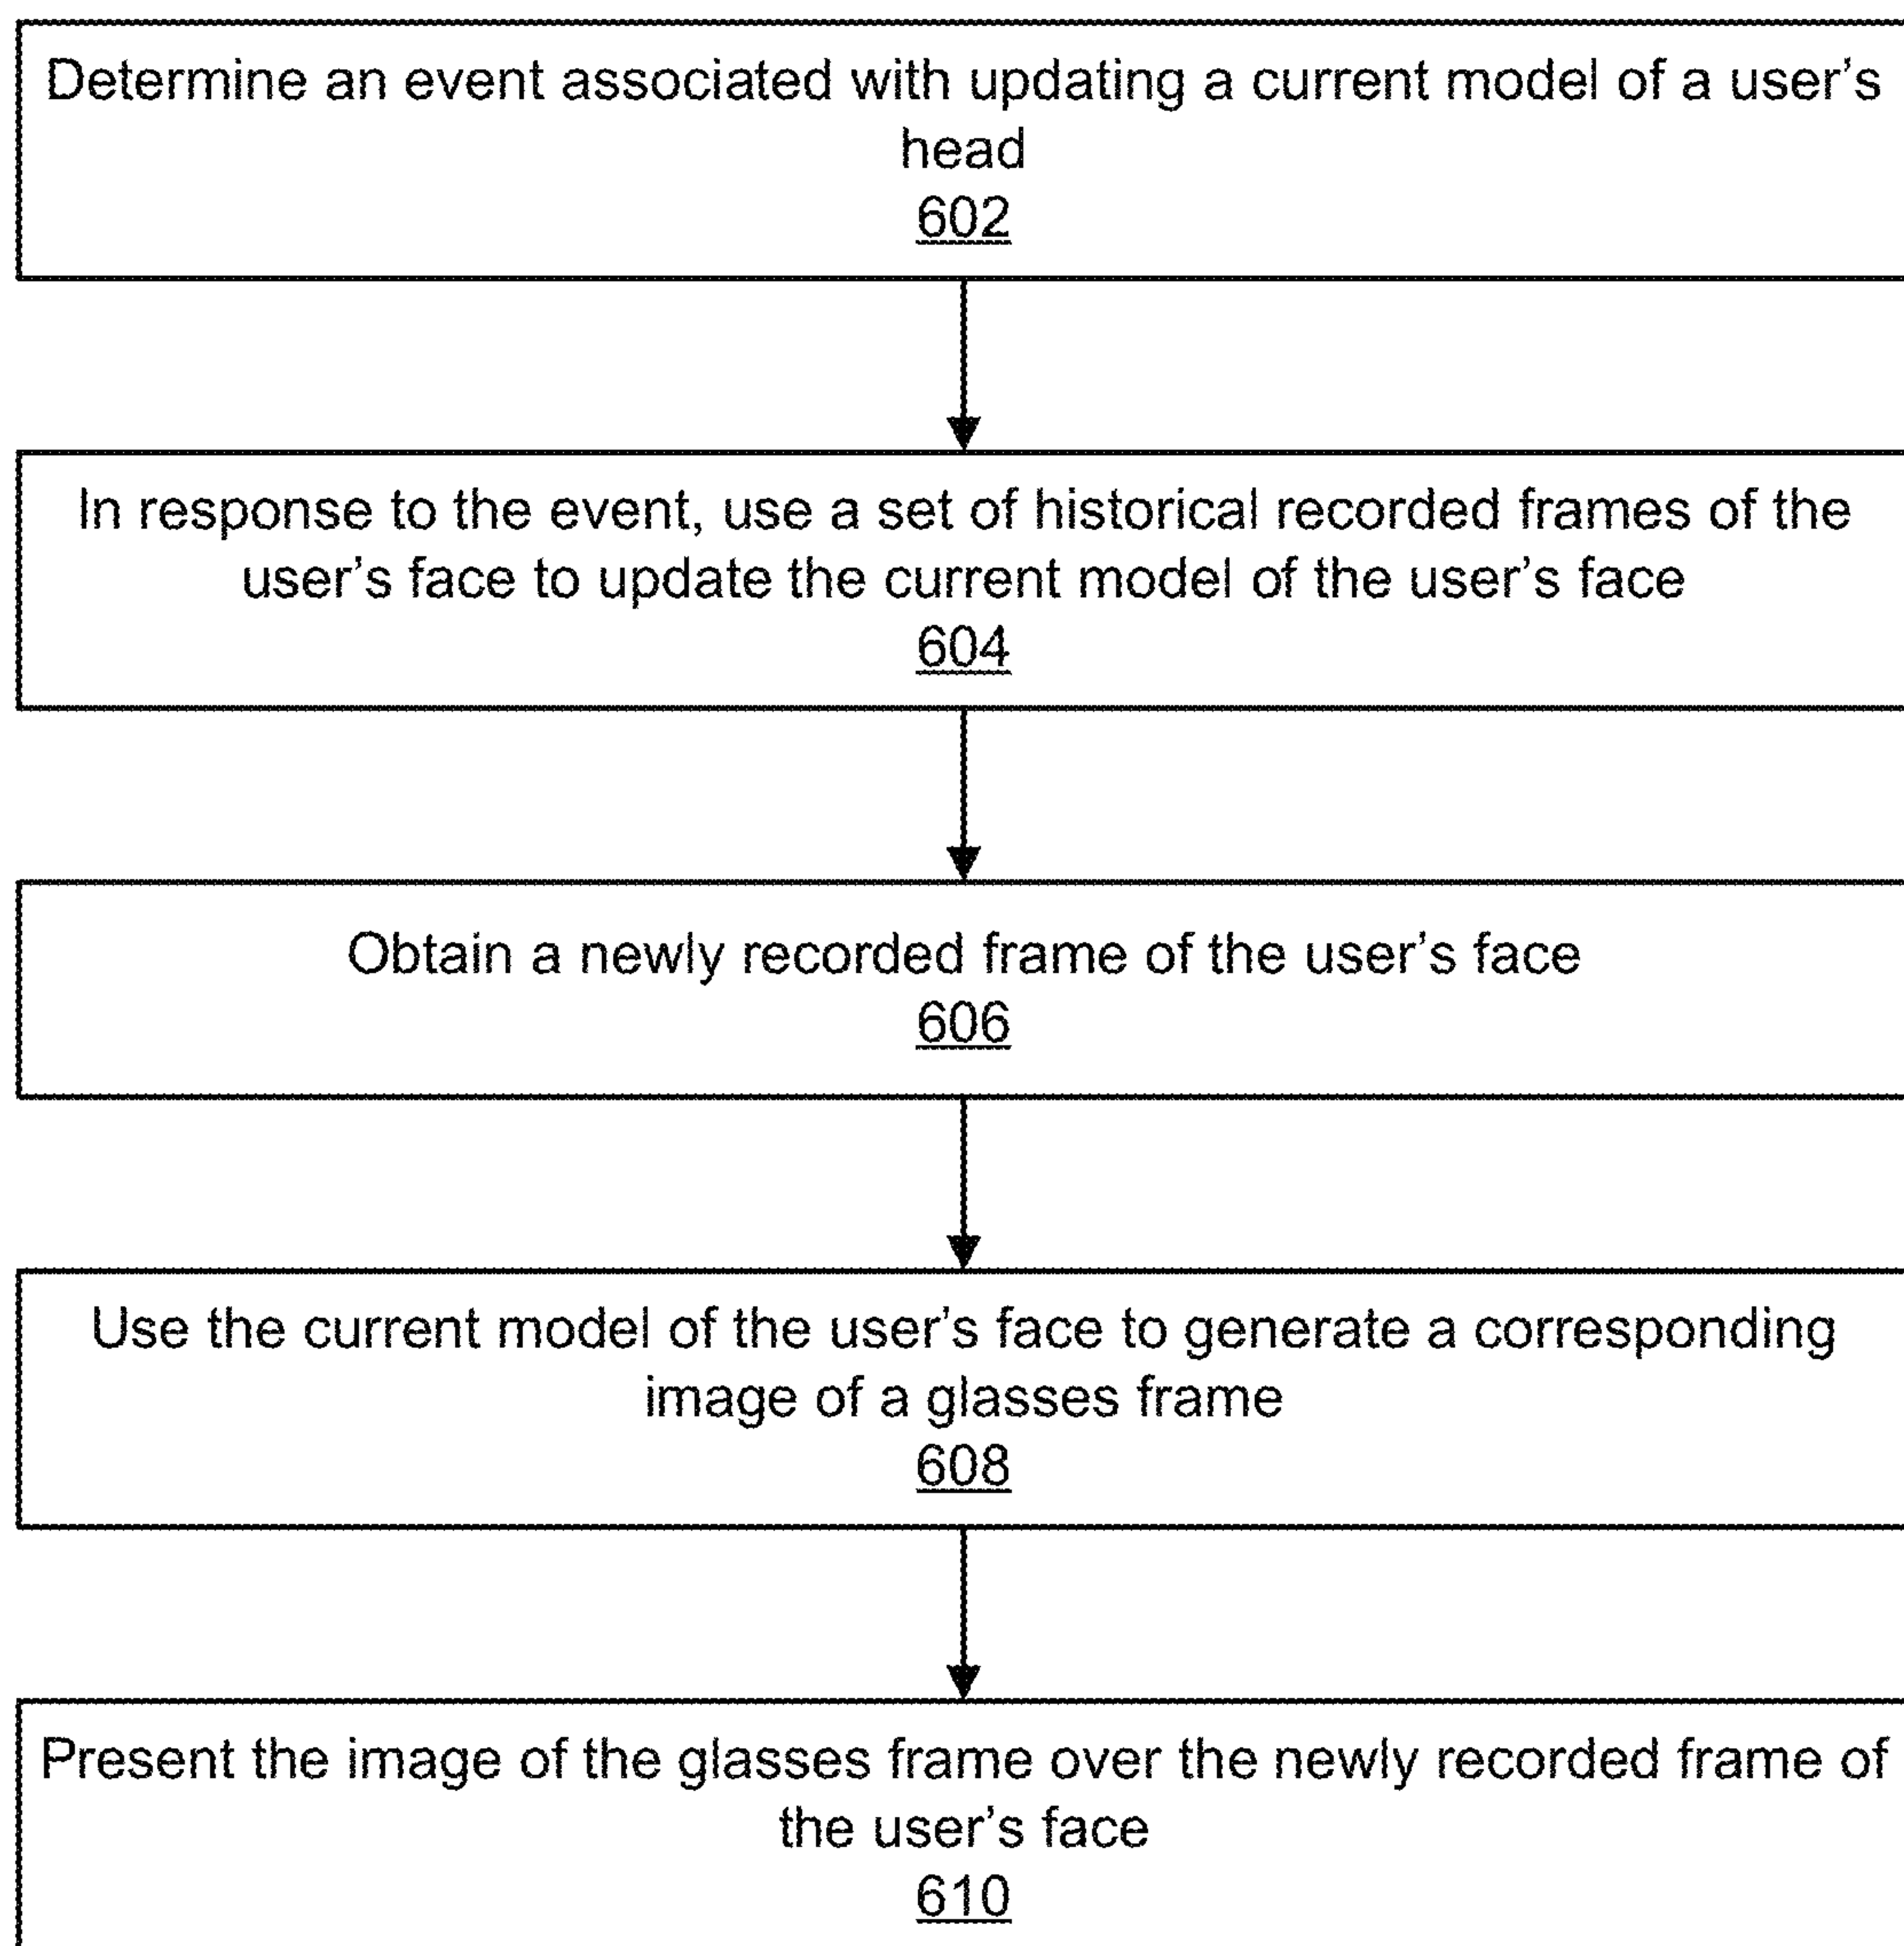 Determine an event associated with updating a current model of a user's
head
602
In response to the event, use a set of historical recorded frames of the
user's face to update the current model of the user's face
604
Obtain a newly recorded frame of the user's face
606
Use the current model of the user's face to generate a corresponding
image of a glasses frame
608
Present the image of the glasses frame over the newly recorded frame of
the user's face
610